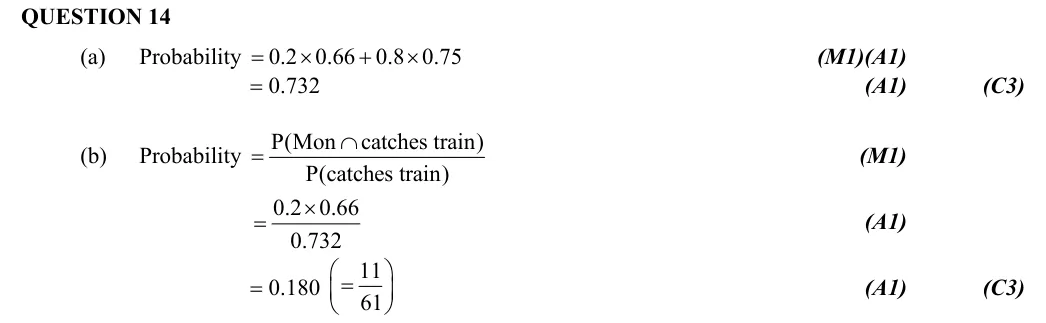 QUESTION 14
(a) Probability = 0.2 × 0.66 + 0.8 × 0.75 (M1)(A1)
= 0.732 (A1) (C3)
(b) Probability = P(Mon ∩ catches train) / P(catches train) (M1)
= 0.2 × 0.66 / 0.732 (A1)
= 0.180 (= 11/61) (A1) (C3)